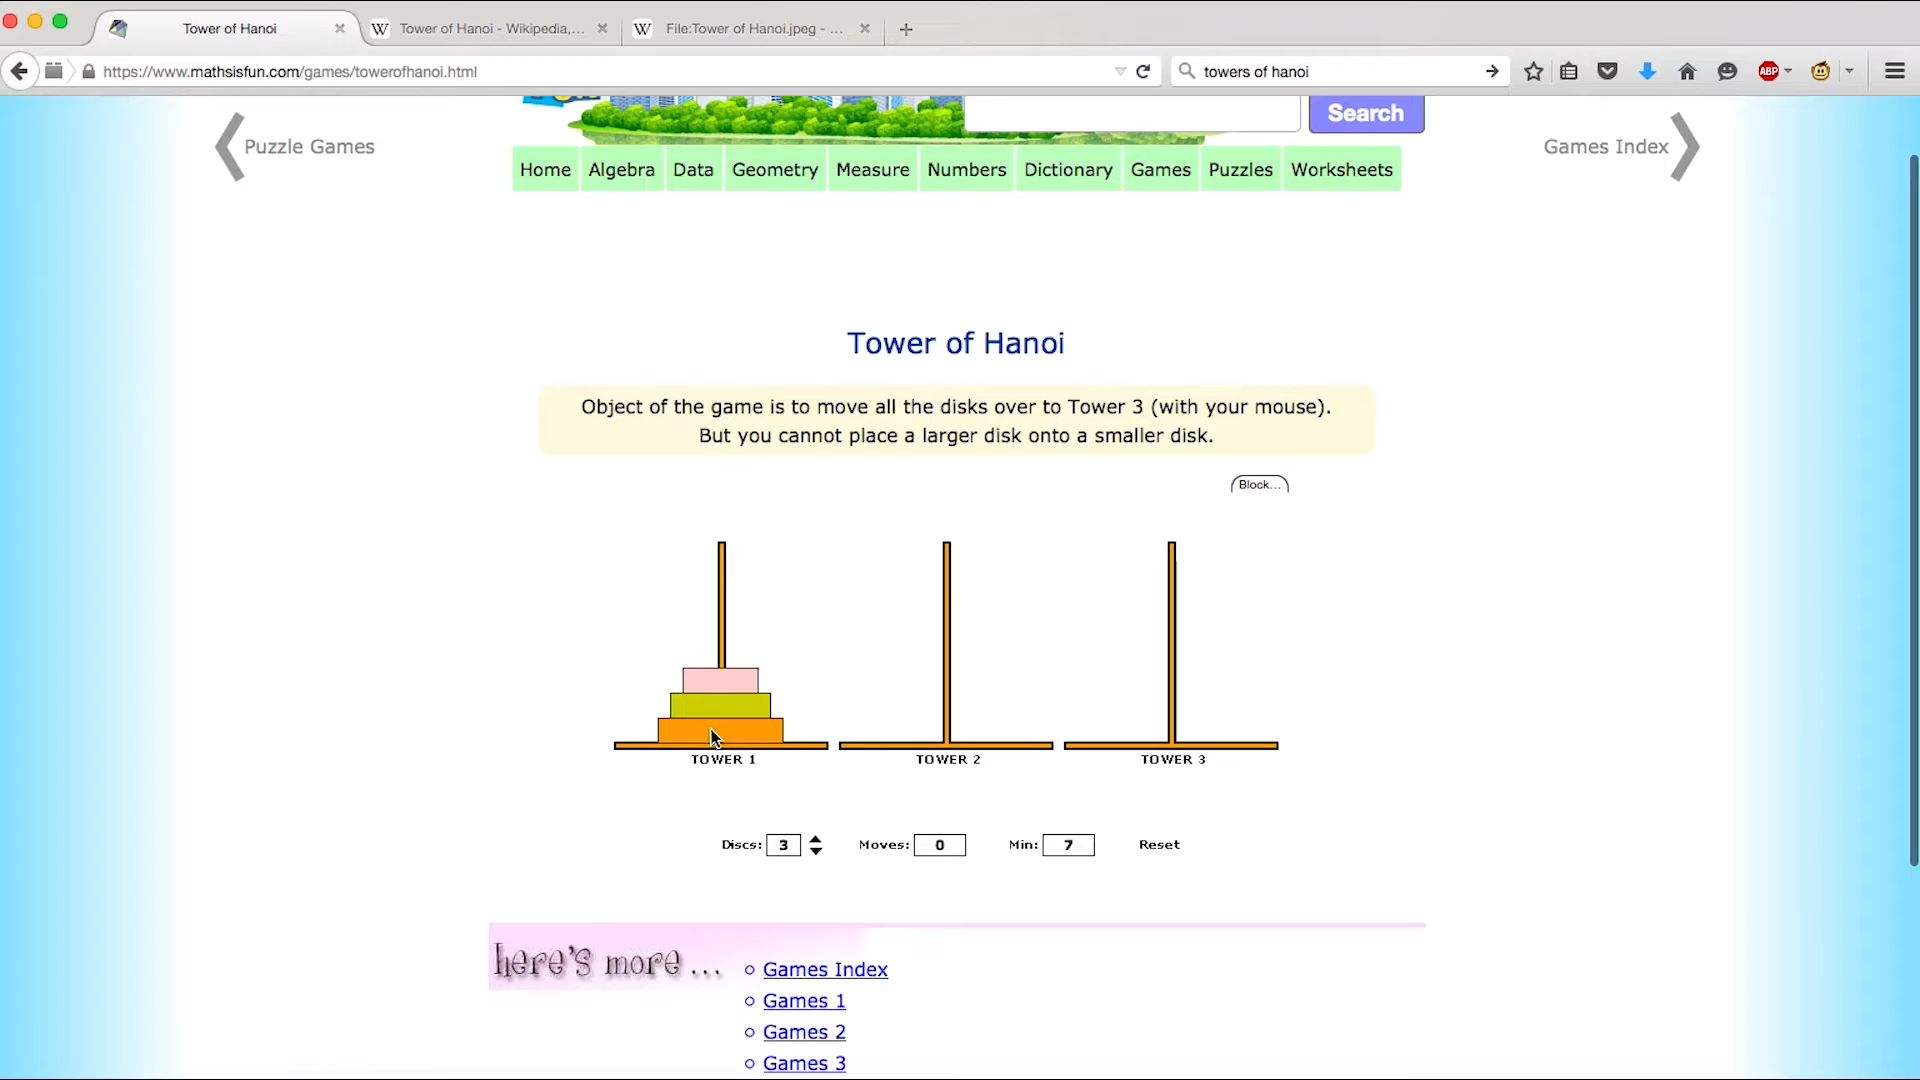 Tower of Hanoi
Tower of Hanoi - Wikipedia,...
File:Tower of Hanoi.jpeg - ...
https://www.mathsisfun.com/games/towerofhanoi.html
towers of hanoi
ABP
Puzzle Games
Search
Games Index
Home Algebra Data Geometry Measure Numbers Dictionary Games Puzzles Worksheets
Tower of Hanoi
Object of the game is to move all the disks over to Tower 3 (with your mouse).
But you cannot place a larger disk onto a smaller disk.
Block...
TOWER 1 TOWER 2 TOWER 3
Discs: 3 Moves: 0 Min: 7 Reset
here's more ...
Games Index
Games 1
Games 2
Games 3